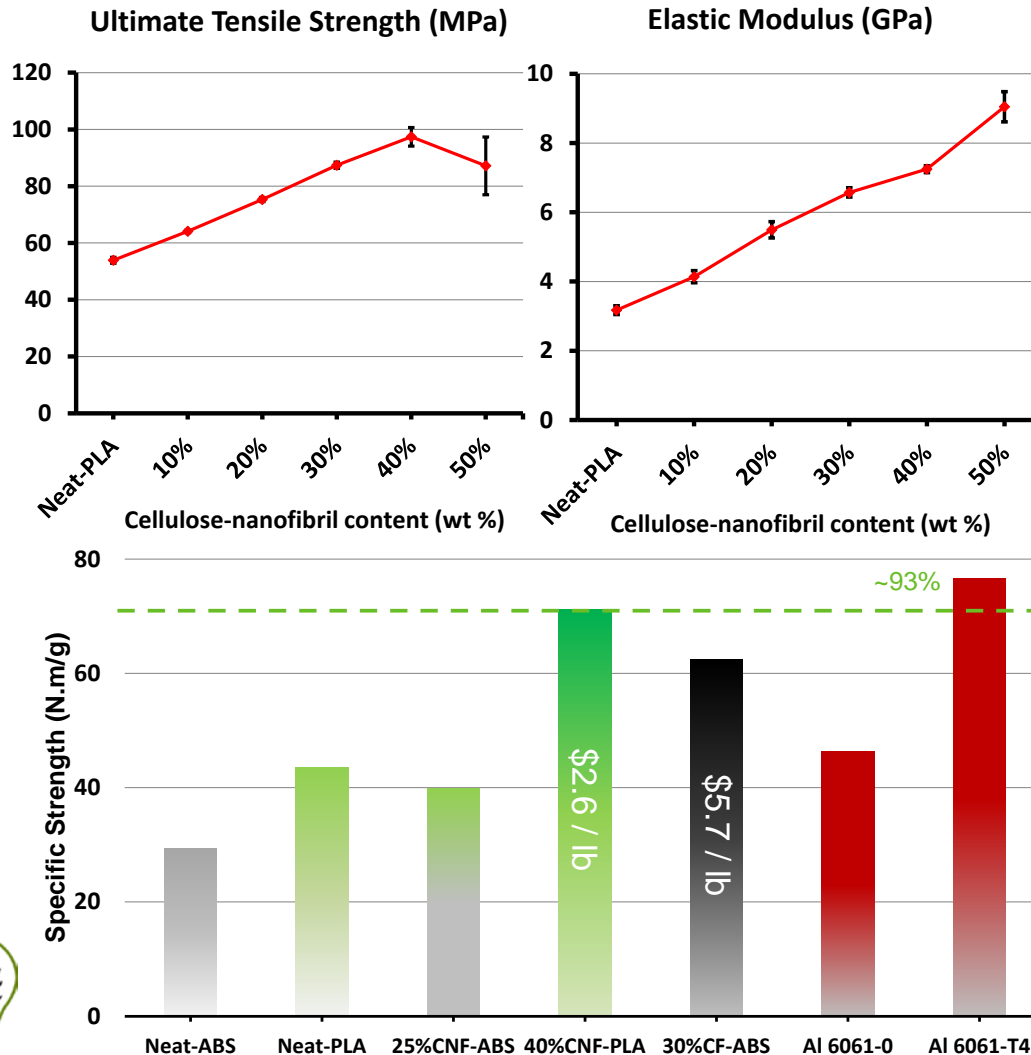 Ultimate Tensile Strength (MPa)
120
100
80
60
40
20
0
Neat-PLA 10% 20% 30% 40% 50%
Cellulose-nanofibril content (wt %)
Elastic Modulus (GPa)
10
8
6
4
2
0
Neat-PLA 10% 20% 30% 40% 50%
Cellulose-nanofibril content (wt %)
Specific Strength (N.m/g)
80
60
40
20
0
~93%
$2.6 / lb
$5.7 / lb
Neat-ABS Neat-PLA 25%CNF-ABS 40%CNF-PLA 30%CF-ABS Al 6061-0 Al 6061-T4